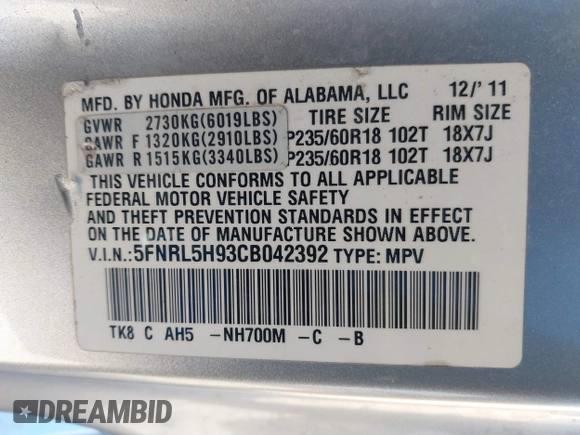 MFD. BY HONDA MFG. OF ALABAMA, LLC 12/'11
GVWR 2730KG(6019LBS) TIRE SIZE RIM SIZE
GAWR F 1320KG(2910LBS) P235/60R18 102T 18X7J
GAWR R 1515KG(3340LBS) P235/60R18 102T 18X7J
THIS VEHICLE CONFORMS TO ALL APPLICABLE
FEDERAL MOTOR VEHICLE SAFETY
AND THEFT PREVENTION STANDARDS IN EFFECT
ON THE DATE OF MANUFACTURE SHOWN ABOVE.
V.I.N.:5FNRL5H93CB042392 TYPE: MPV
TK8 C AH5 -NH700M -C -B
DREAMBID